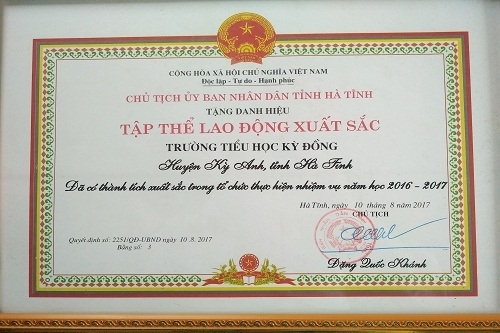 CỘNG HÒA XÃ HỘI CHỦ NGHĨA VIỆT NAM
Độc lập - Tự do - Hạnh phúc
CHỦ TỊCH ỦY BAN NHÂN DÂN TỈNH HÀ TĨNH
TẶNG DANH HIỆU
TẬP THỂ LAO ĐỘNG XUẤT SẮC
TRƯỜNG TIỂU HỌC KỲ ĐỒNG
Huyện Kỳ Anh, tỉnh Hà Tĩnh
Đã có thành tích xuất sắc trong tổ chức thực hiện nhiệm vụ năm học 2016 - 2017
Hà Tĩnh, ngày 10 tháng 8 năm 2017
CHỦ TỊCH
Quyết định số: 2251/QĐ-UBND ngày 10.8.2017
Bảng số: 3
Đặng Quốc Khánh